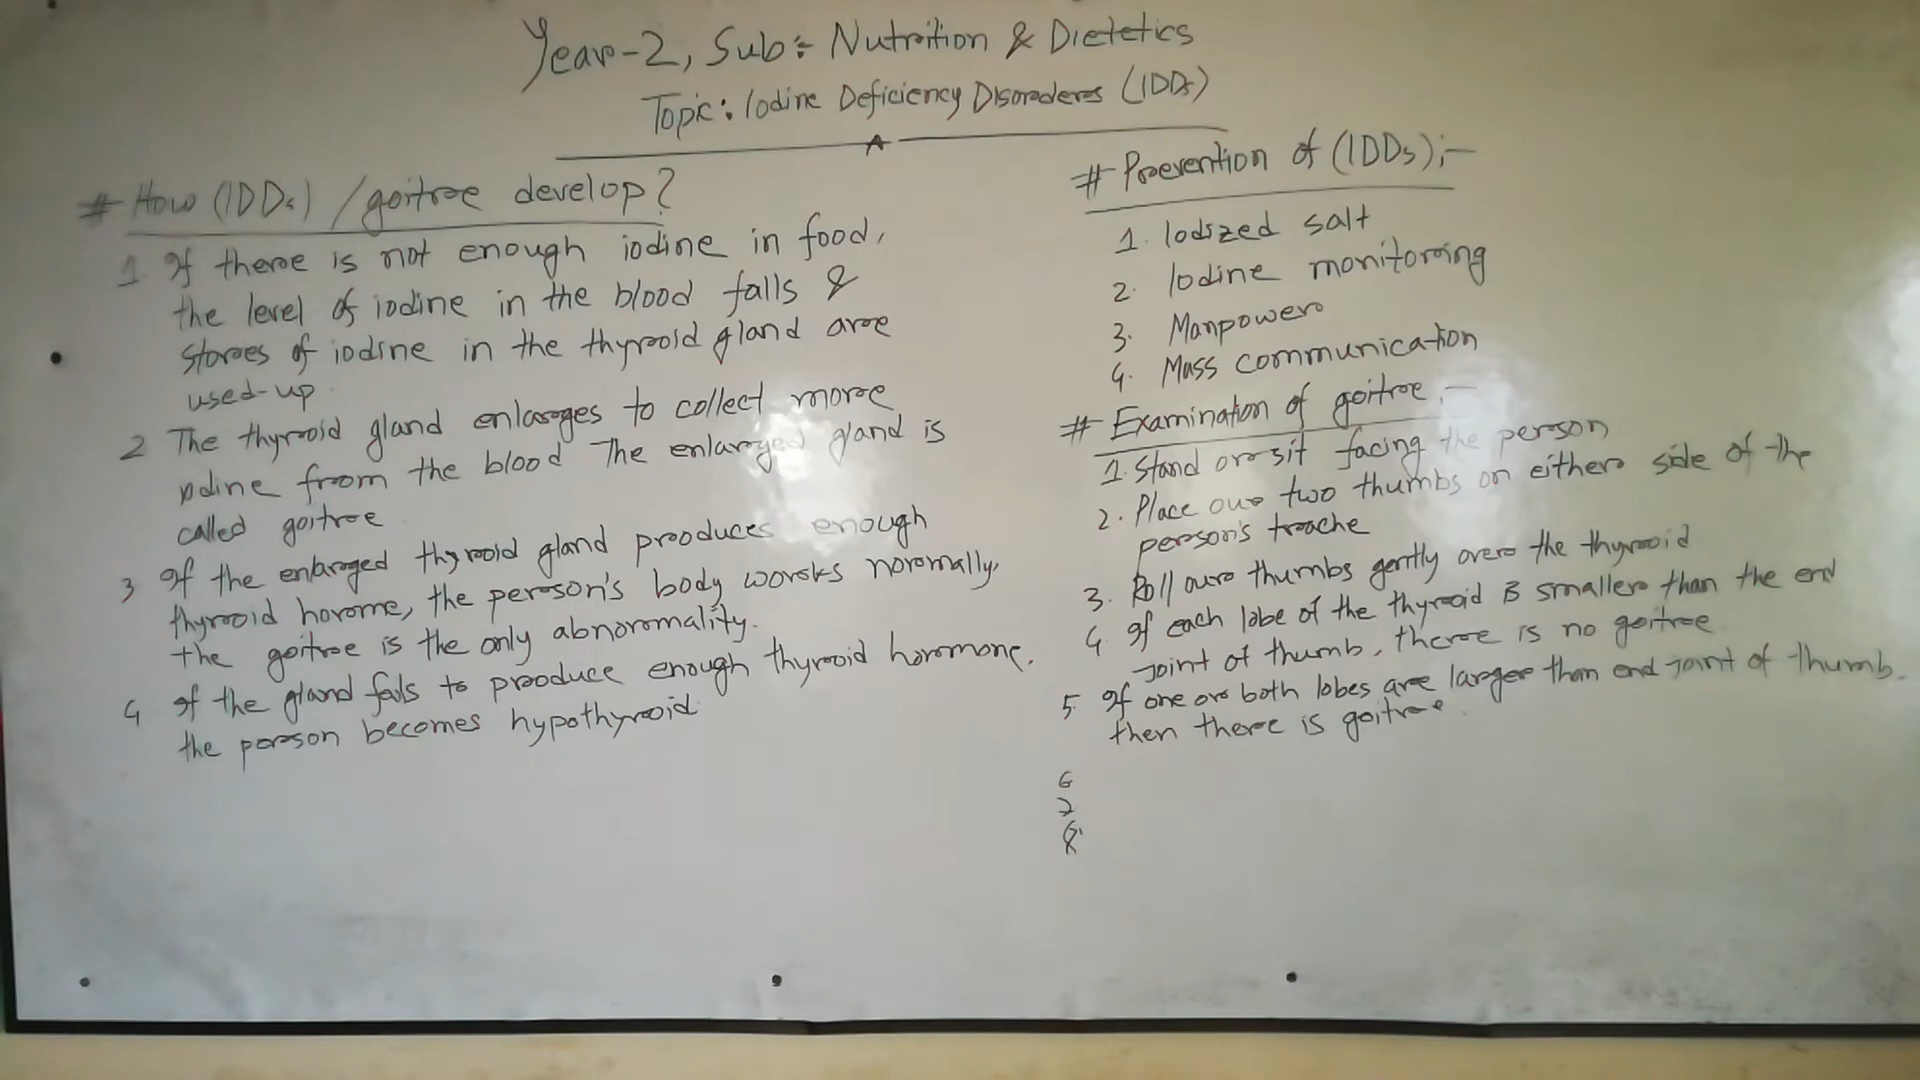 Year-2, Sub: Nutrition & Dietetics
Topic: Iodine Deficiency Disorders (IDDs)
# How (IDDs) / goitre develop?
1. If there is not enough iodine in food,
the level of iodine in the blood falls &
stores of iodine in the thyroid gland are
used-up
2 The thyroid gland enlarges to collect more
iodine from the blood The enlarged gland is
called goitre
3 If the enlarged thyroid gland produces enough
thyroid horome, the person's body works normally,
the goitre is the only abnormality.
4 If the gland fails to produce enough thyroid hormone,
the person becomes hypothyroid
# Prevention of (IDDs):-
1. Iodized salt
2. Iodine monitoring
3. Manpower
4. Mass communication
# Examination of goitre:-
1. Stand or sit facing the person
2. Place our two thumbs on either side of the
person's trache
3. Roll our thumbs gently over the thyroid
4 If each lobe of the thyroid is smaller than the end
joint of thumb, there is no goitre
5 If one or both lobes are larger than end joint of thumb.
then there is goitre.
6
7
8